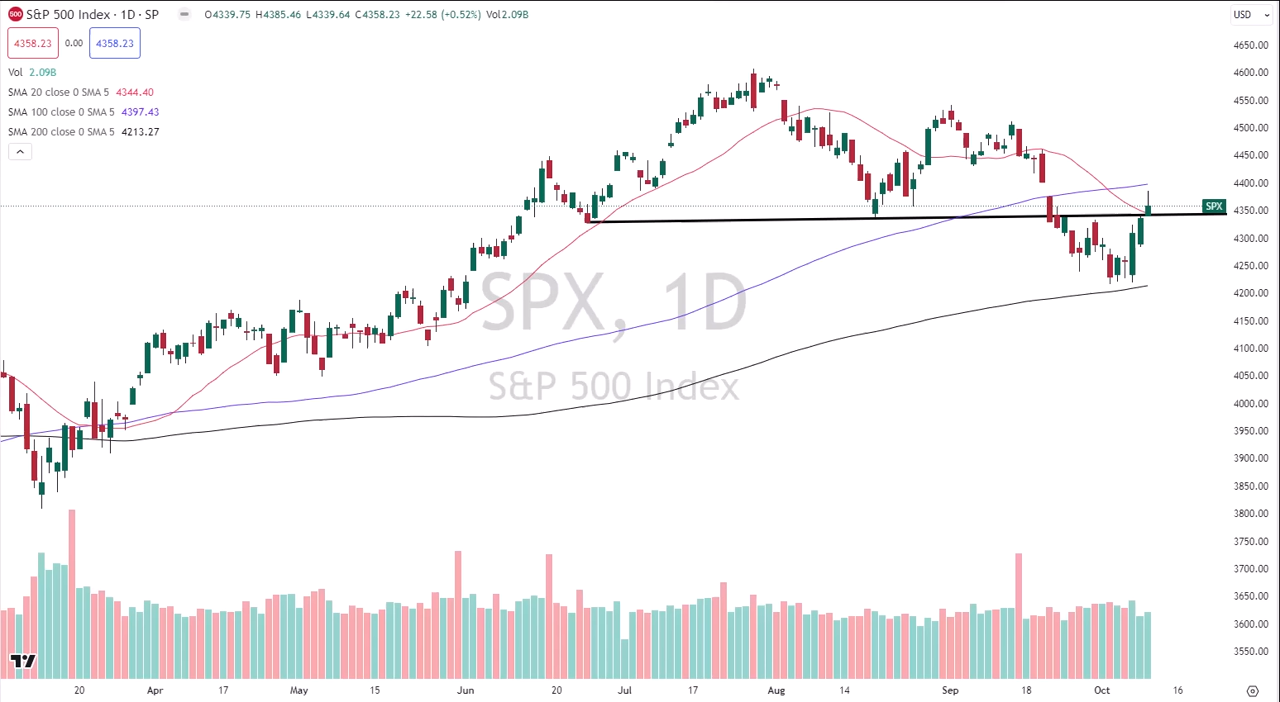 500 S&P 500 Index · 1D · SP O4339.75 H4385.46 L4339.64 C4358.23 +22.58 (+0.52%) Vol2.09B
USD
4358.23 0.00 4358.23
Vol 2.09B
SMA 20 close 0 SMA 5 4344.40
SMA 100 close 0 SMA 5 4397.43
SMA 200 close 0 SMA 5 4213.27
4650.00
4600.00
4550.00
4500.00
4450.00
4400.00
SPX
4350.00
4300.00
4250.00
4200.00
4150.00
4100.00
4050.00
4000.00
3950.00
3900.00
3850.00
3800.00
3750.00
3700.00
3650.00
3600.00
3550.00
SPX, 1D
S&P 500 Index
20 Apr 17 May 15 Jun 20 Jul 17 Aug 14 Sep 18 Oct 16